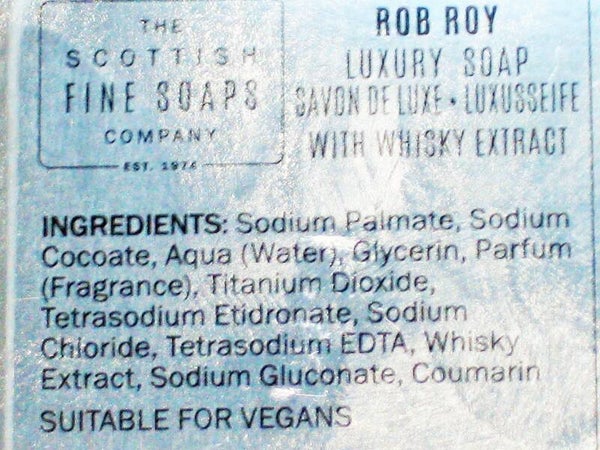 THE
SCOTTISH
FINE SOAPS
COMPANY
EST. 1974
ROB ROY
LUXURY SOAP
SAVON DE LUXE • LUXUSSEIFE
WITH WHISKY EXTRACT
INGREDIENTS: Sodium Palmate, Sodium
Cocoate, Aqua (Water), Glycerin, Parfum
(Fragrance), Titanium Dioxide,
Tetrasodium Etidronate, Sodium
Chloride, Tetrasodium EDTA, Whisky
Extract, Sodium Gluconate, Coumarin
SUITABLE FOR VEGANS